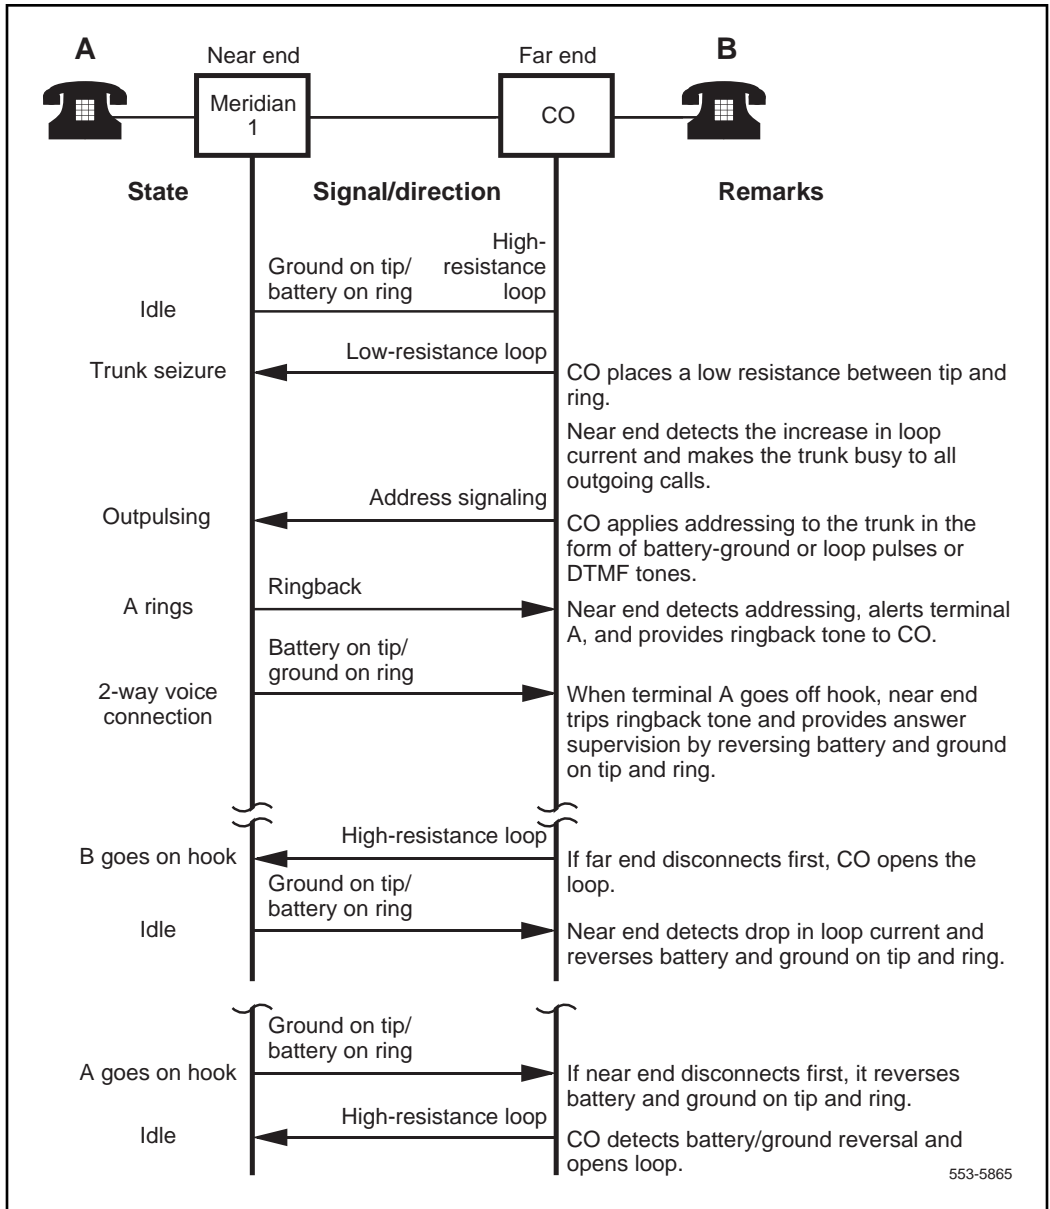 A
Near end
Far end
B
Meridian
1
CO
State
Signal/direction
Remarks
High-
resistance
loop
Ground on tip/
battery on ring
Idle
Low-resistance loop
Trunk seizure
CO places a low resistance between tip and
ring.
Near end detects the increase in loop
current and makes the trunk busy to all
outgoing calls.
Address signaling
Outpulsing
CO applies addressing to the trunk in the
form of battery-ground or loop pulses or
DTMF tones.
Ringback
A rings
Near end detects addressing, alerts terminal
A, and provides ringback tone to CO.
Battery on tip/
ground on ring
2-way voice
connection
When terminal A goes off hook, near end
trips ringback tone and provides answer
supervision by reversing battery and ground
on tip and ring.
High-resistance loop
B goes on hook
If far end disconnects first, CO opens the
loop.
Ground on tip/
battery on ring
Idle
Near end detects drop in loop current and
reverses battery and ground on tip and ring.
Ground on tip/
battery on ring
A goes on hook
If near end disconnects first, it reverses
battery and ground on tip and ring.
High-resistance loop
Idle
CO detects battery/ground reversal and
opens loop.
553-5865